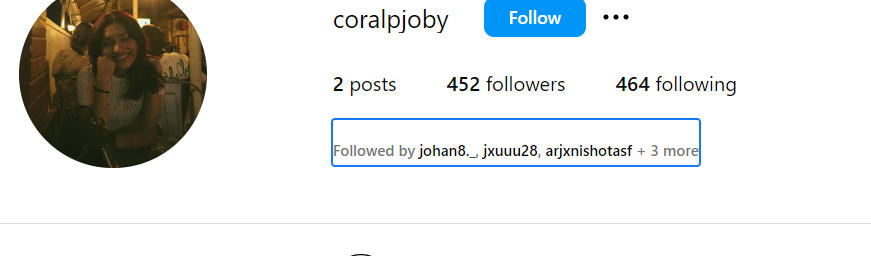 coralpjoby Follow
2 posts 452 followers 464 following
Followed by johan8._, jxuuu28, arjxnishotasf + 3 more